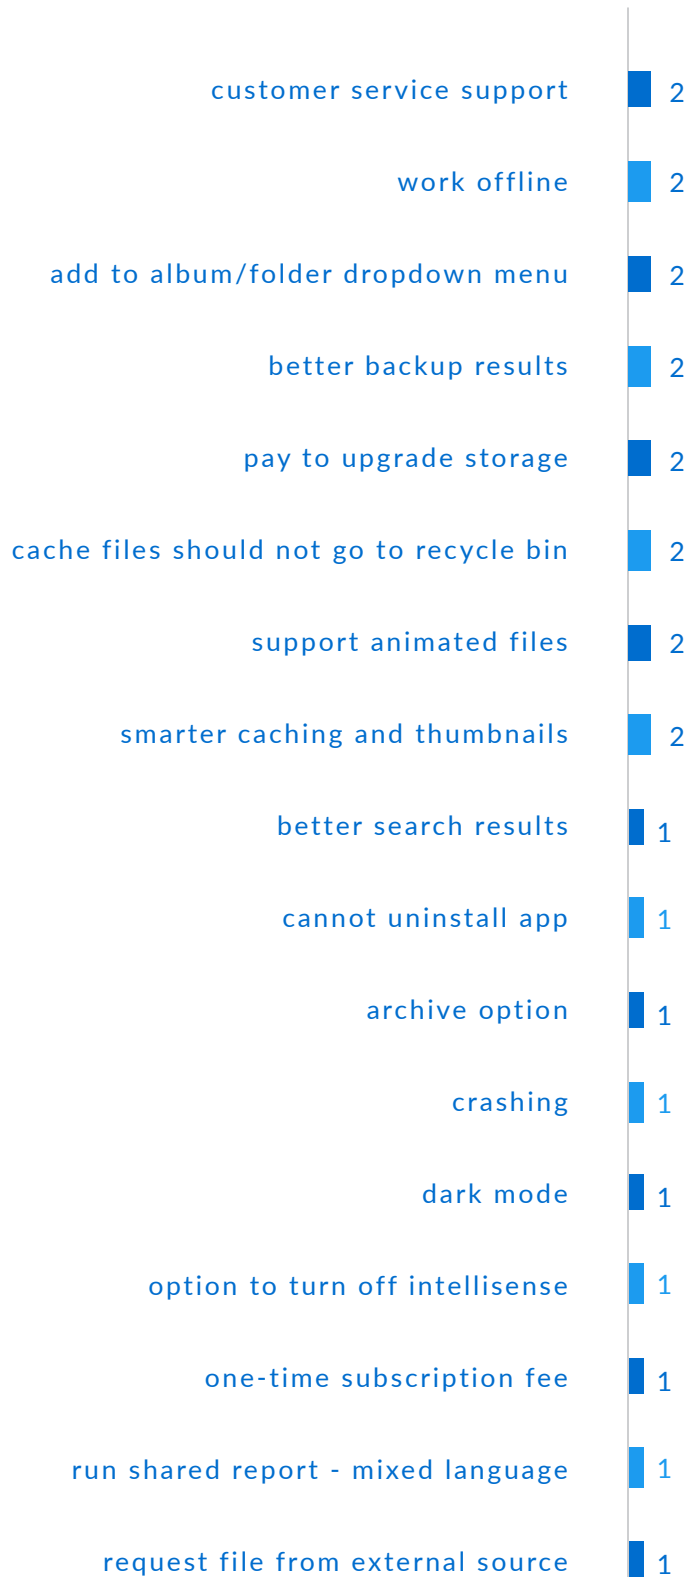 customer service support 2
work offline 2
add to album/folder dropdown menu 2
better backup results 2
pay to upgrade storage 2
cache files should not go to recycle bin 2
support animated files 2
smarter caching and thumbnails 2
better search results 1
cannot uninstall app 1
archive option 1
crashing 1
dark mode 1
option to turn off intellisense 1
one-time subscription fee 1
run shared report - mixed language 1
request file from external source 1